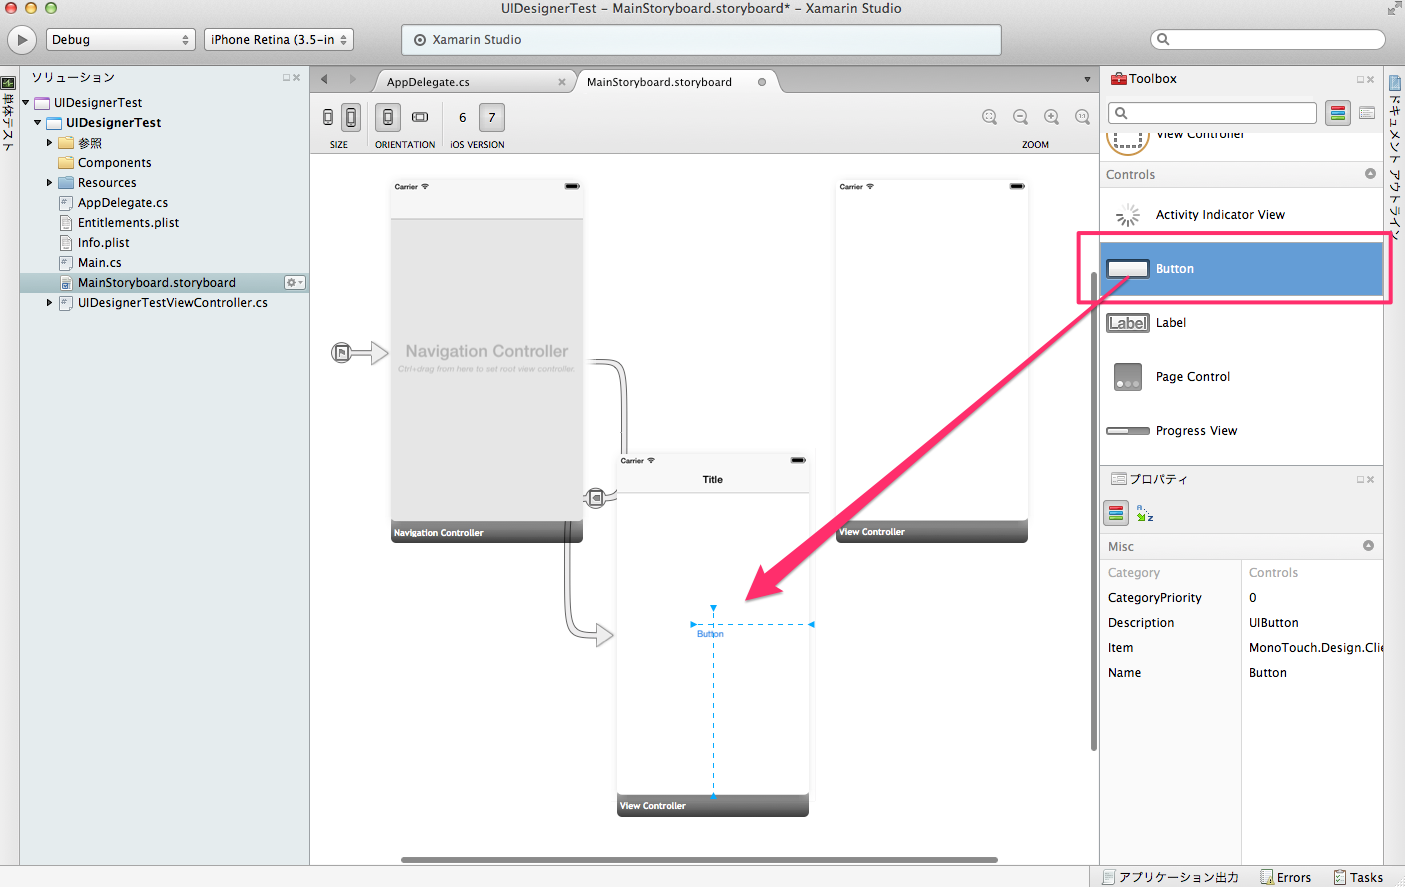 UIDesignerTest – MainStoryboard.storyboard* – Xamarin Studio
Debug
iPhone Retina (3.5-in
Xamarin Studio
単体テスト
ソリューション
UIDesignerTest
UIDesignerTest
参照
Components
Resources
AppDelegate.cs
Entitlements.plist
Info.plist
Main.cs
MainStoryboard.storyboard
UIDesignerTestViewController.cs
AppDelegate.cs
MainStoryboard.storyboard
6
7
SIZE
ORIENTATION
iOS VERSION
1:1
ZOOM
Carrier
Navigation Controller
Ctrl+drag from here to set root view controller.
Navigation Controller
Carrier
View Controller
Carrier
Title
Button
View Controller
Toolbox
View Controller
Controls
Activity Indicator View
Button
Label
Label
Page Control
Progress View
プロパティ
Misc
Category
Controls
CategoryPriority
0
Description
UIButton
Item
MonoTouch.Design.Clie
Name
Button
ドキュメント アウトライン
アプリケーション出力
Errors
Tasks